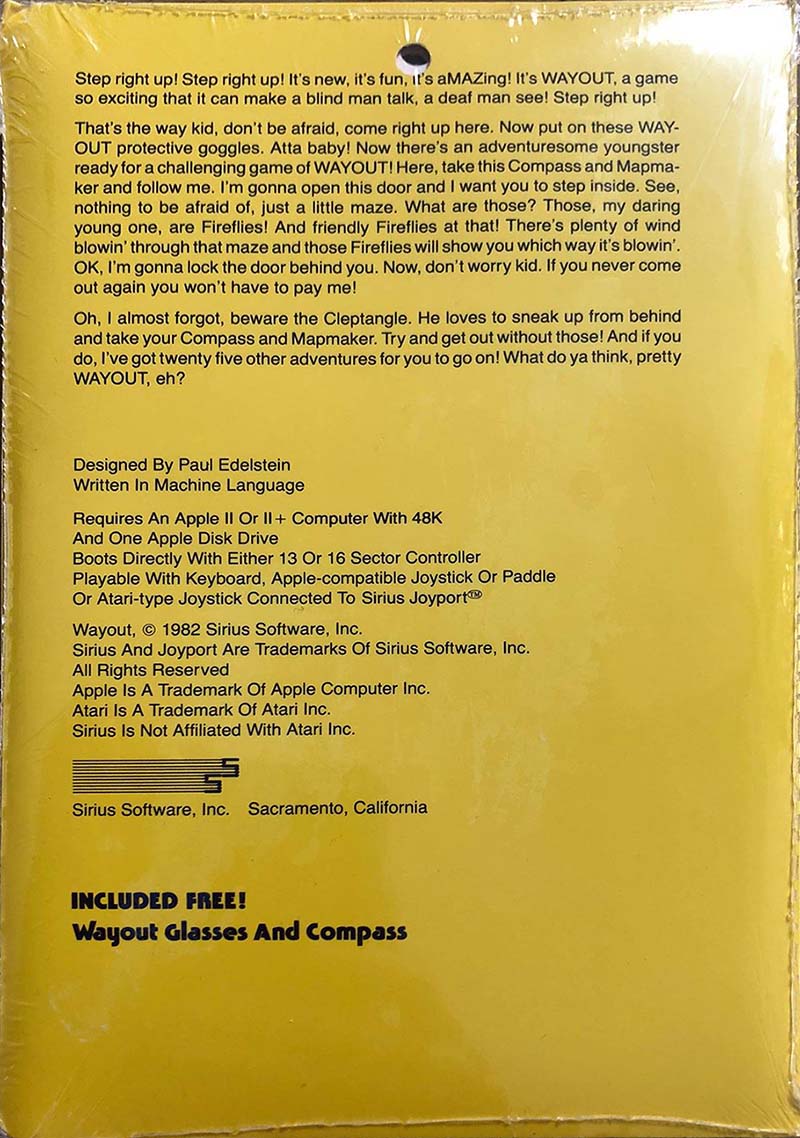 Step right up! Step right up! It's new, it's fun, it's aMAZing! It's WAYOUT, a game
so exciting that it can make a blind man talk, a deaf man see! Step right up!
That's the way kid, don't be afraid, come right up here. Now put on these WAY-
OUT protective goggles. Atta baby! Now there's an adventuresome youngster
ready for a challenging game of WAYOUT! Here, take this Compass and Mapma-
ker and follow me. I'm gonna open this door and I want you to step inside. See,
nothing to be afraid of, just a little maze. What are those? Those, my daring
young one, are Fireflies! And friendly Fireflies at that! There's plenty of wind
blowin' through that maze and those Fireflies will show you which way it's blowin'.
OK, I'm gonna lock the door behind you. Now, don't worry kid. If you never come
out again you won't have to pay me!
Oh, I almost forgot, beware the Cleptangle. He loves to sneak up from behind
and take your Compass and Mapmaker. Try and get out without those! And if you
do, I've got twenty five other adventures for you to go on! What do ya think, pretty
WAYOUT, eh?
Designed By Paul Edelstein
Written In Machine Language
Requires An Apple II Or II+ Computer With 48K
And One Apple Disk Drive
Boots Directly With Either 13 Or 16 Sector Controller
Playable With Keyboard, Apple-compatible Joystick Or Paddle
Or Atari-type Joystick Connected To Sirius Joyport™
Wayout, © 1982 Sirius Software, Inc.
Sirius And Joyport Are Trademarks Of Sirius Software, Inc.
All Rights Reserved
Apple Is A Trademark Of Apple Computer Inc.
Atari Is A Trademark Of Atari Inc.
Sirius Is Not Affiliated With Atari Inc.
Sirius Software, Inc. Sacramento, California
INCLUDED FREE!
Wayout Glasses And Compass